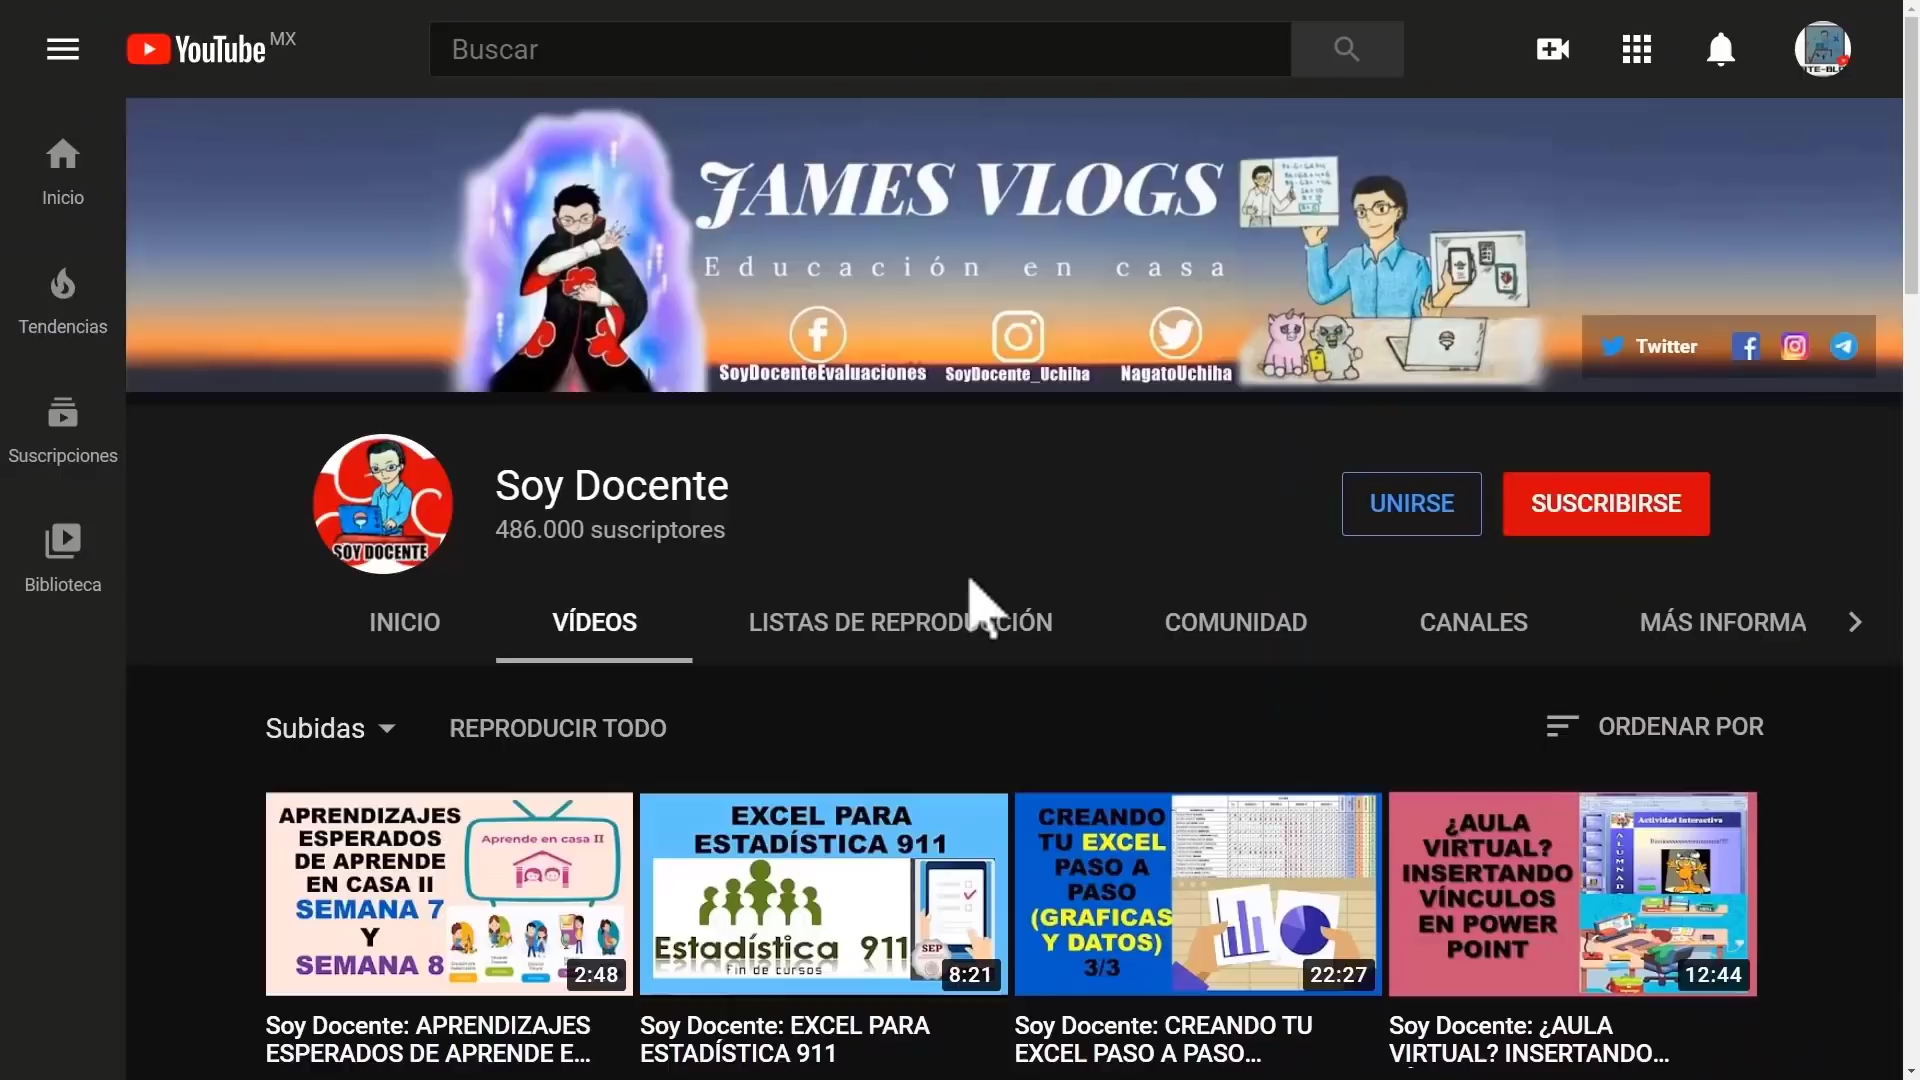 YouTube MX
Buscar
Inicio
Tendencias
Suscripciones
Biblioteca
JAMES VLOGS
Educación en casa
SoyDocenteEvaluaciones
SoyDocente_Uchiha
NagatoUchiha
Twitter
SOY DOCENTE
Soy Docente
486.000 suscriptores
UNIRSE
SUSCRIBIRSE
INICIO
VÍDEOS
LISTAS DE REPRODUCCIÓN
COMUNIDAD
CANALES
MÁS INFORMA
Subidas
REPRODUCIR TODO
ORDENAR POR
APRENDIZAJES
ESPERADOS
DE APRENDE
EN CASA II
SEMANA 7
Y
SEMANA 8
Aprende en casa II
2:48
EXCEL PARA
ESTADÍSTICA 911
Estadística 911
Fin de cursos
SEP
8:21
CREANDO
TU EXCEL
PASO A
PASO
(GRAFICAS
Y DATOS)
3/3
22:27
¿AULA
VIRTUAL?
INSERTANDO
VÍNCULOS
EN POWER
POINT
Actividad Interactiva
12:44
Soy Docente: APRENDIZAJES
ESPERADOS DE APRENDE E...
Soy Docente: EXCEL PARA
ESTADÍSTICA 911
Soy Docente: CREANDO TU
EXCEL PASO A PASO...
Soy Docente: ¿AULA
VIRTUAL? INSERTANDO...